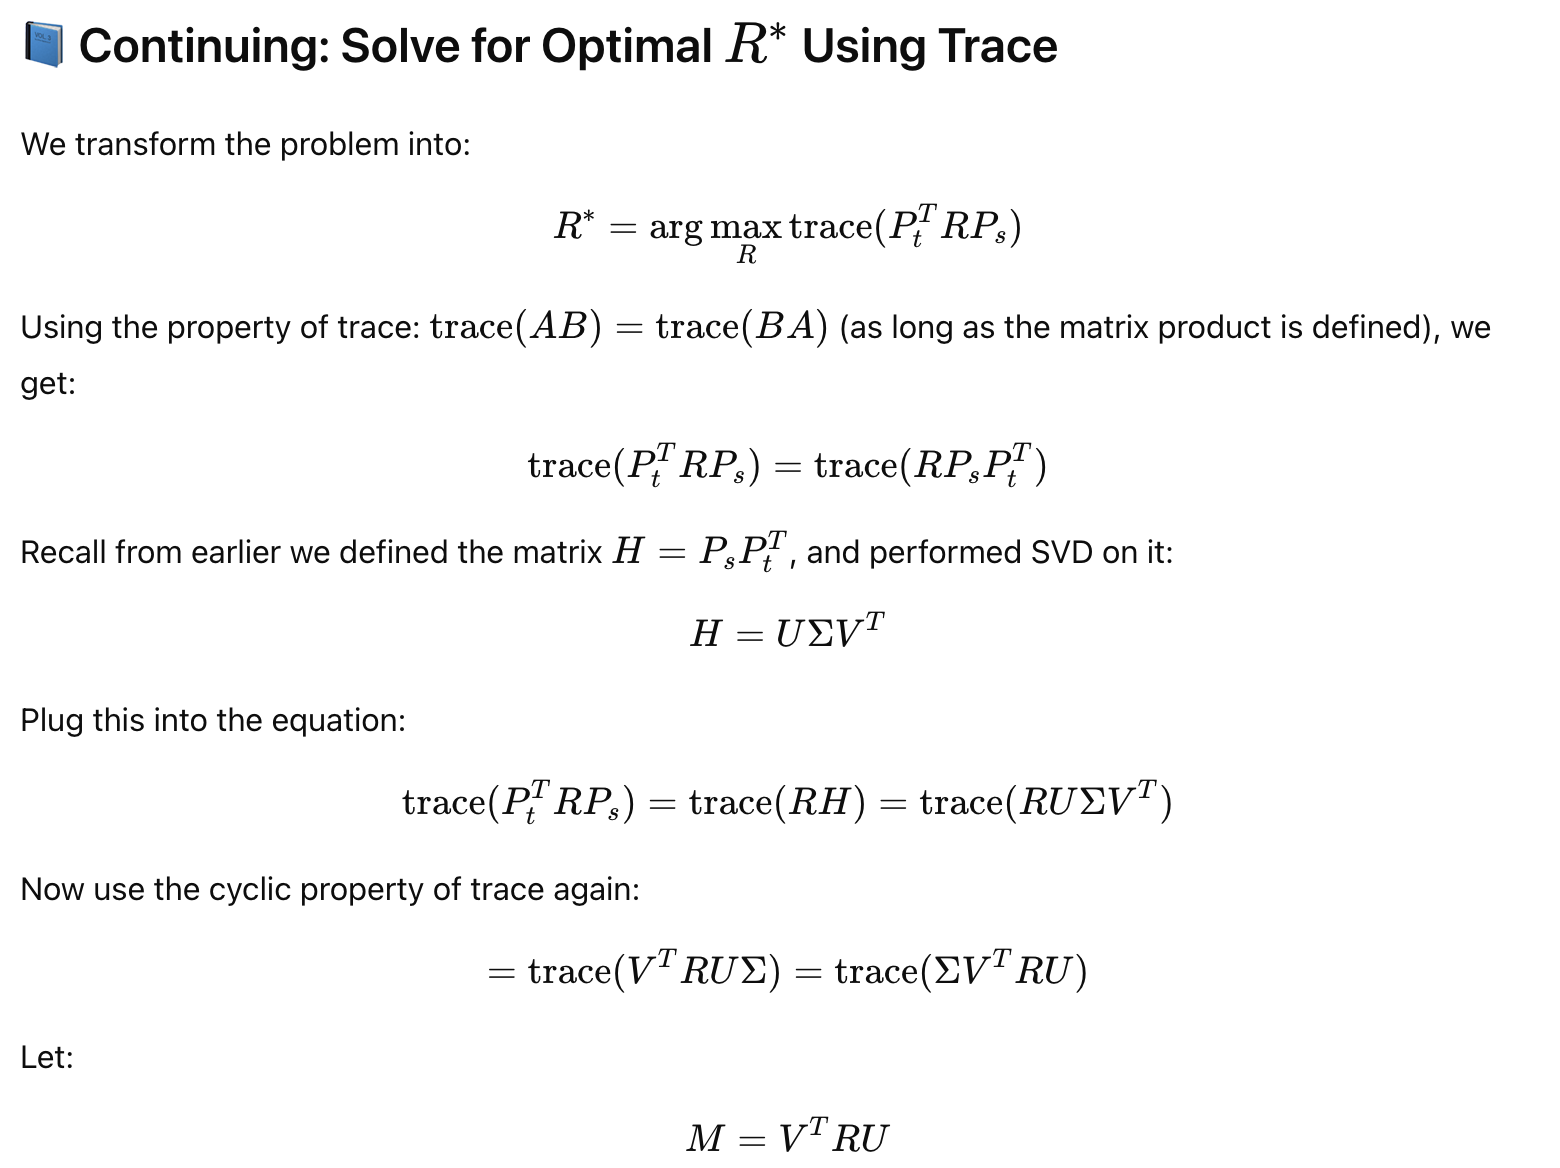 VOL 3
Continuing: Solve for Optimal $R^*$ Using Trace
We transform the problem into:
$R^* = \arg\max_R \text{trace}(P_t^T R P_s)$
Using the property of trace: $\text{trace}(AB) = \text{trace}(BA)$ (as long as the matrix product is defined), we
get:
$\text{trace}(P_t^T R P_s) = \text{trace}(R P_s P_t^T)$
Recall from earlier we defined the matrix $H = P_s P_t^T$, and performed SVD on it:
$H = U \Sigma V^T$
Plug this into the equation:
$\text{trace}(P_t^T R P_s) = \text{trace}(RH) = \text{trace}(RU \Sigma V^T)$
Now use the cyclic property of trace again:
$= \text{trace}(V^T R U \Sigma) = \text{trace}(\Sigma V^T R U)$
Let:
$M = V^T R U$